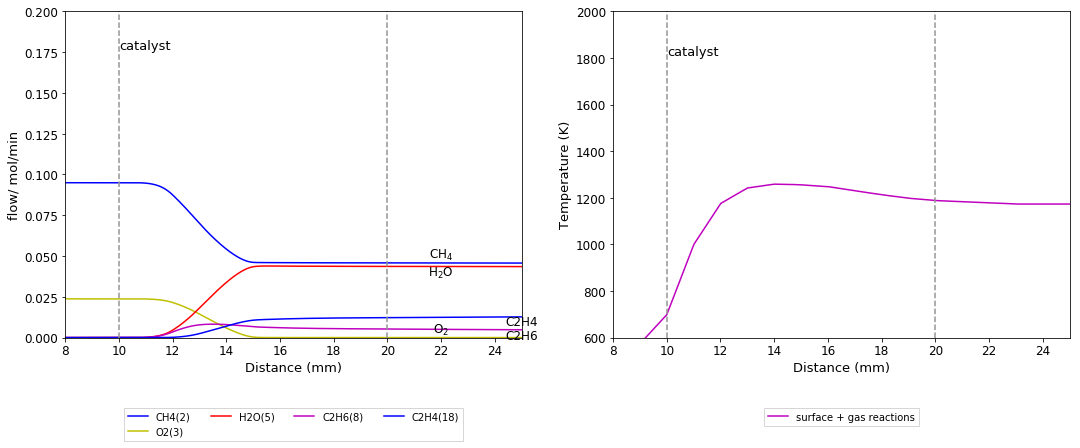 0.200
0.175
0.150
0.125
0.100
0.075
0.050
0.025
0.000
flow/ mol/min
catalyst
CH₄
H₂O
O₂
C2H4
C2H6
8 10 12 14 16 18 20 22 24
Distance (mm)
CH4(2) H2O(5) C2H6(8) C2H4(18)
O2(3)
2000
1800
1600
1400
1200
1000
800
600
Temperature (K)
catalyst
8 10 12 14 16 18 20 22 24
Distance (mm)
surface + gas reactions